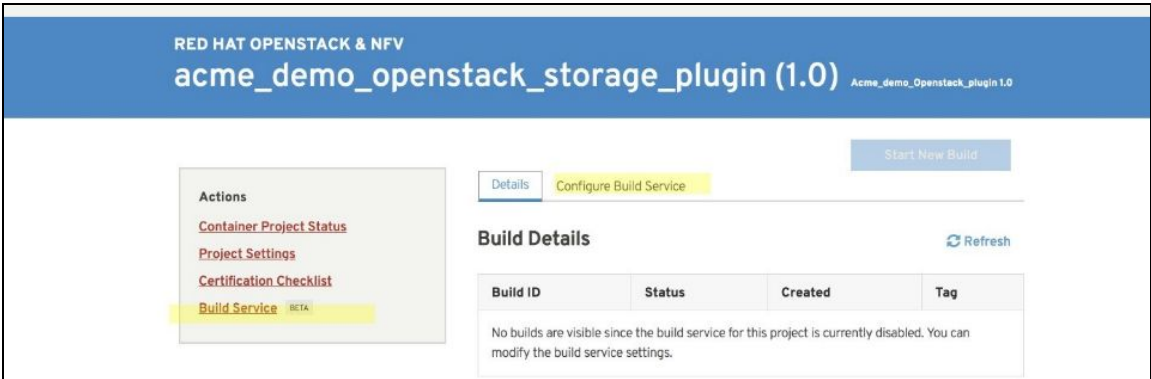 RED HAT OPENSTACK & NFV
acme_demo_openstack_storage_plugin (1.0) Acme_demo_Openstack_plugin 1.0
Start New Build
Actions
Container Project Status
Project Settings
Certification Checklist
Build Service BETA
Details Configure Build Service
Build Details
Refresh
Build ID Status Created Tag
No builds are visible since the build service for this project is currently disabled. You can
modify the build service settings.